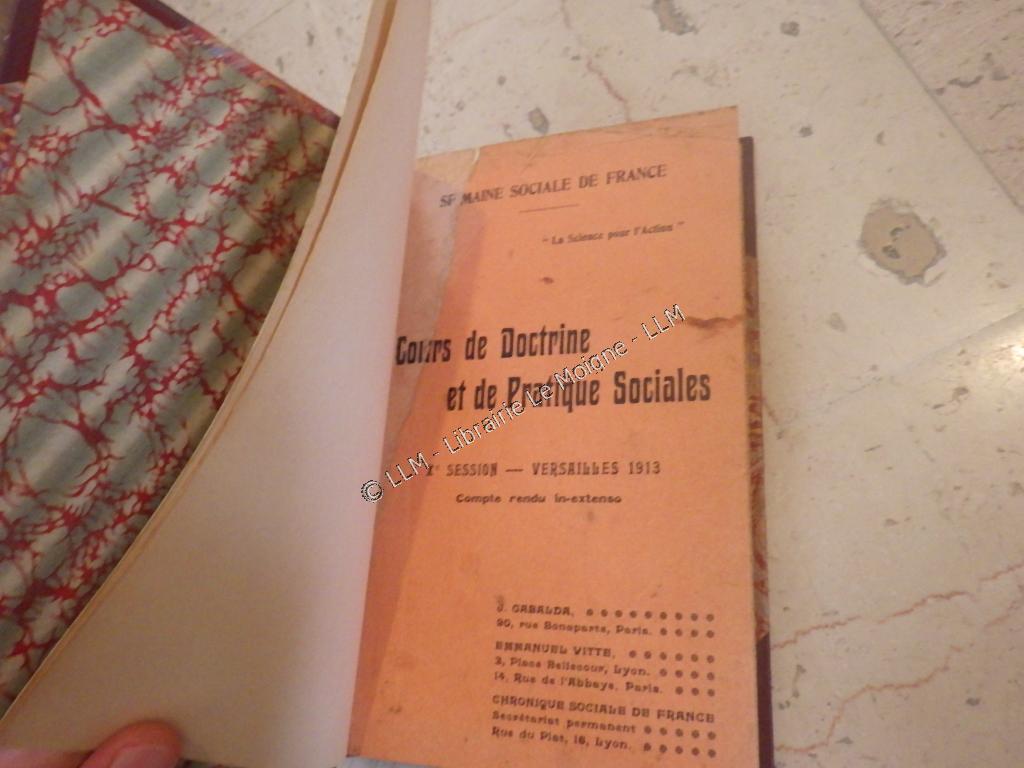 SEMAINE SOCIALE DE FRANCE
" La Science pour l'Action "
Cours de Doctrine
et de Pratique Sociales
Xe SESSION — VERSAILLES 1913
Compte rendu in-extenso
© LLM - Librairie Le Moigne - LLM
J. GABALDA,
90, rue Bonaparte, Paris.
EMMANUEL VITTE,
3, Place Bellecour, Lyon.
14, Rue de l'Abbaye, Paris.
CHRONIQUE SOCIALE DE FRANCE
Secrétariat permanent
Rue du Plat, 16, Lyon.